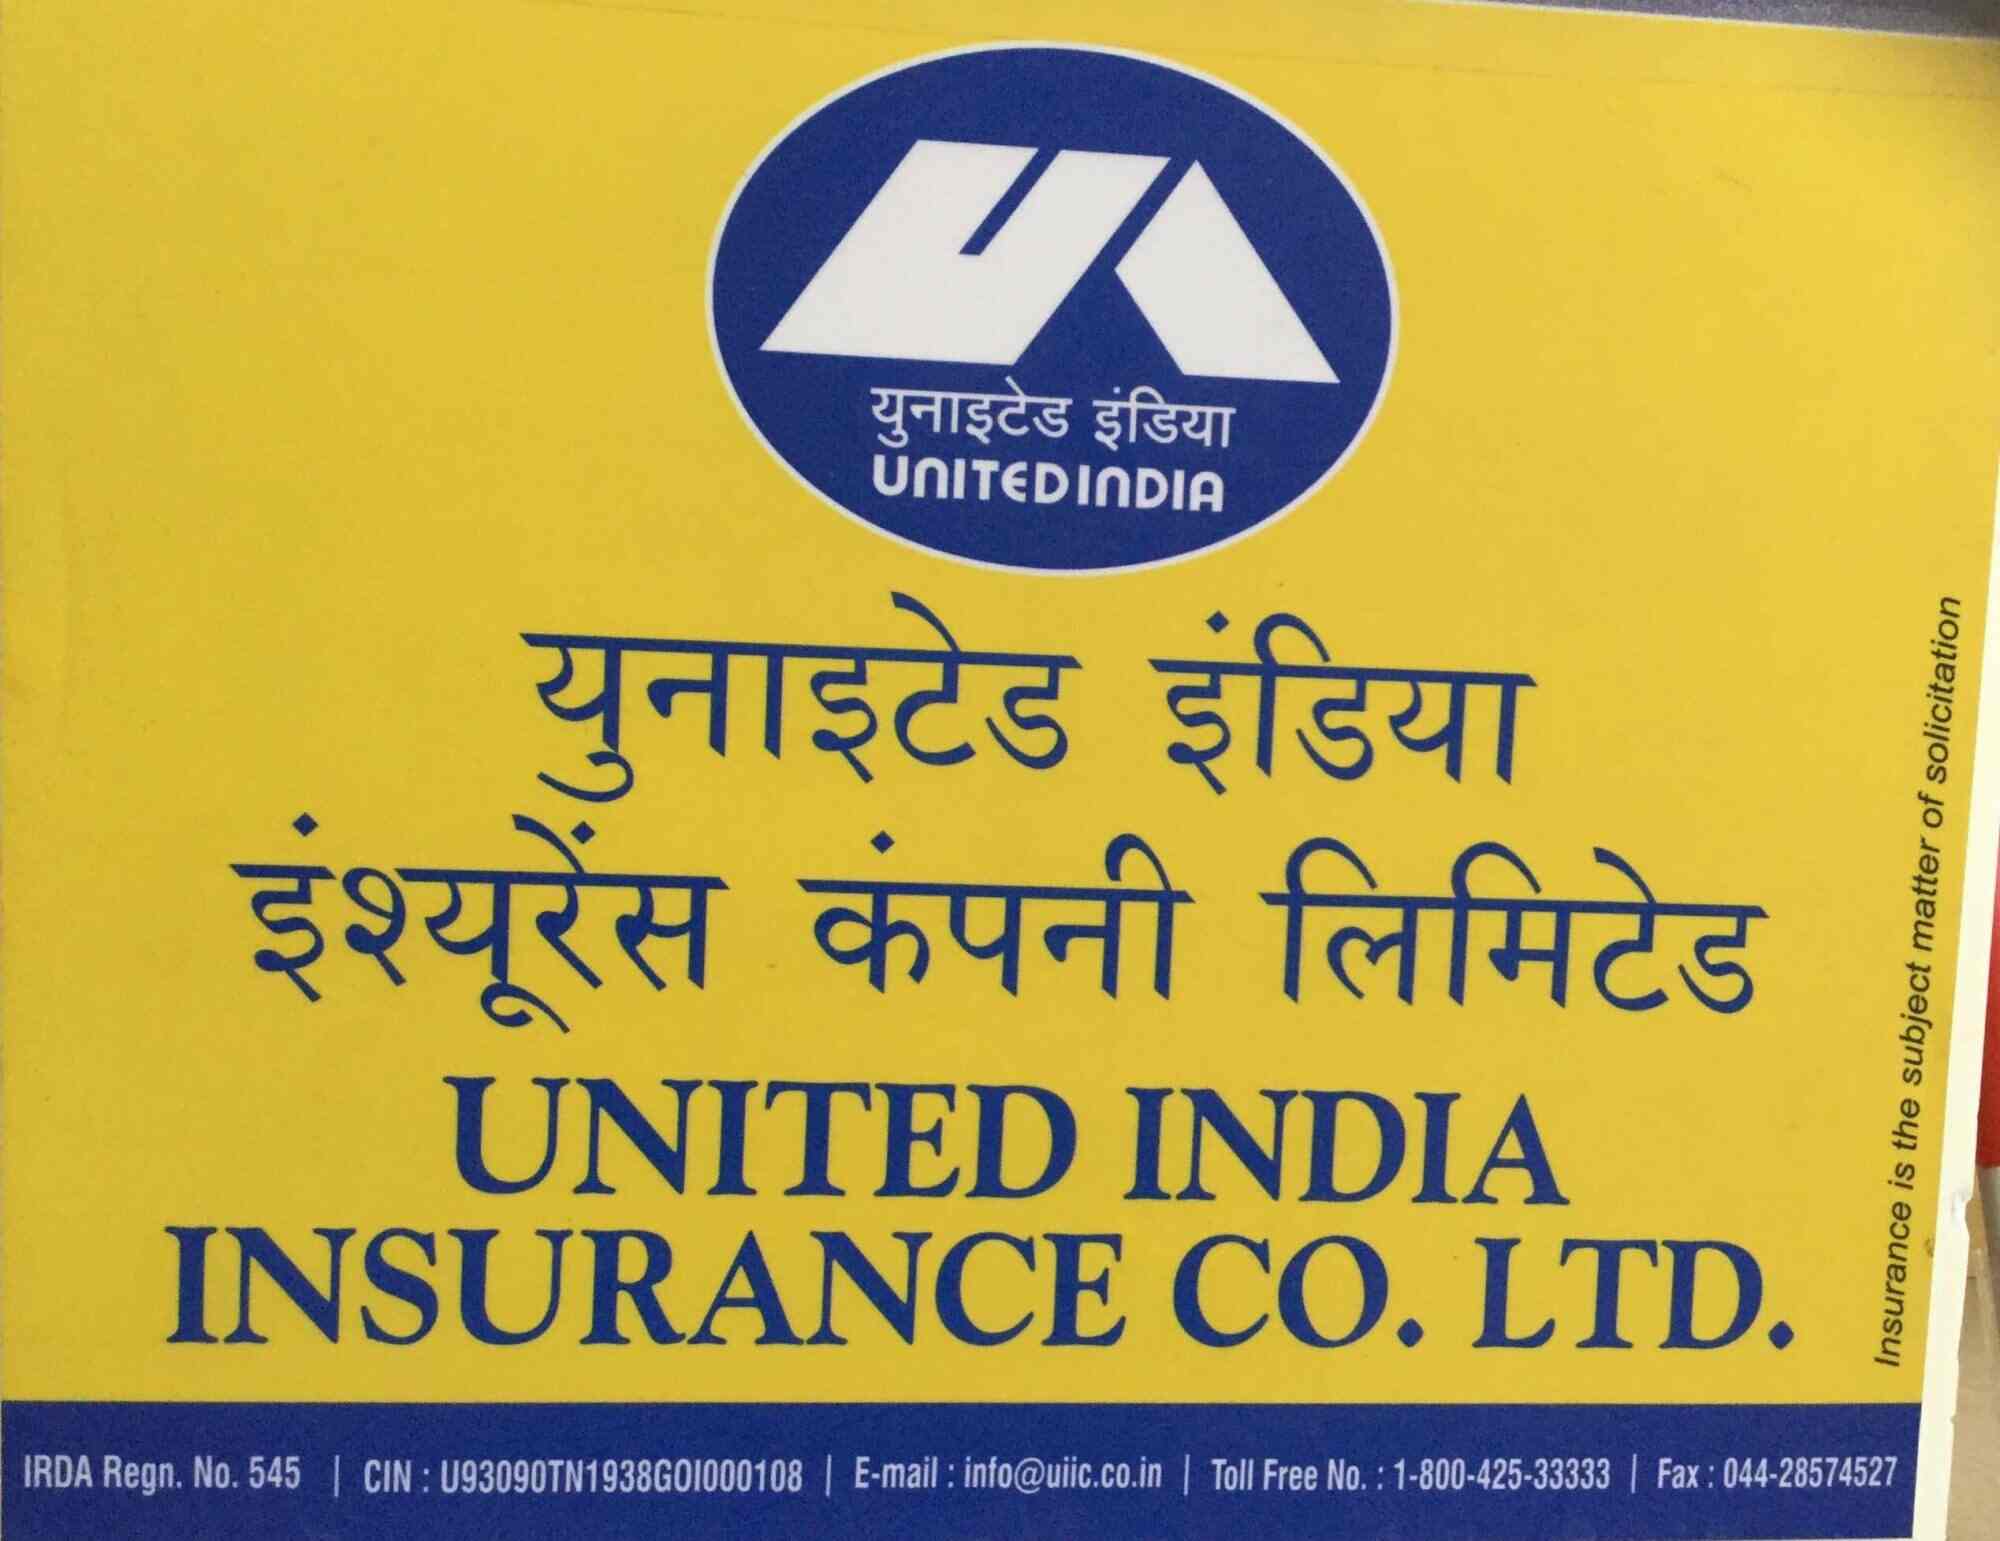 युनाइटेड इंडिया
UNITED INDIA
युनाइटेड इंडिया
इंश्यूरेंस कंपनी लिमिटेड
UNITED INDIA
INSURANCE CO. LTD.
Insurance is the subject matter of solicitation
IRDA Regn. No. 545 | CIN : U93090TN1938GOI000108 | E-mail : info@uiic.co.in | Toll Free No. : 1-800-425-33333 | Fax : 044-28574527